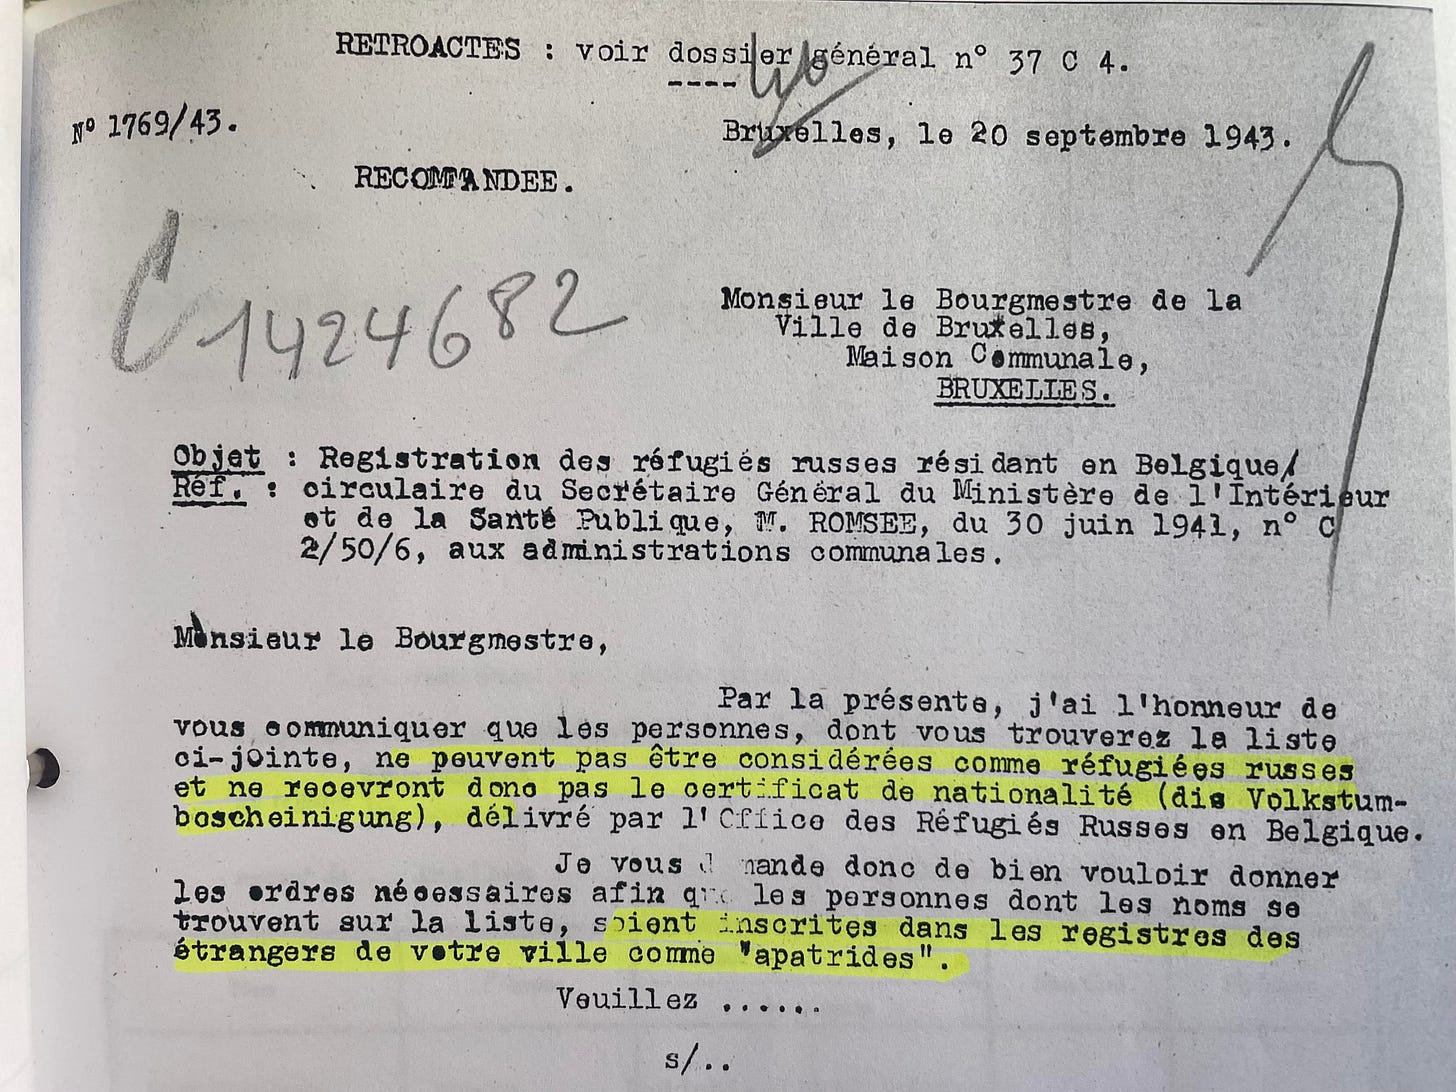 RETROACTES : voir dossier général n° 37 C 4.
----
N° 1769/43.
Bruxelles, le 20 septembre 1943.
RECOMMANDEE.
C 1424682
Monsieur le Bourgmestre de la
Ville de Bruxelles,
Maison Communale,
BRUXELLES.
Objet : Registration des réfugiés russes résidant en Belgique/
Réf. : circulaire du Secrétaire Général du Ministère de l'Intérieur
et de la Santé Publique, M. ROMSEE, du 30 juin 1941, n° C
2/50/6, aux administrations communales.
Monsieur le Bourgmestre,
Par la présente, j'ai l'honneur de
vous communiquer que les personnes, dont vous trouverez la liste
ci-jointe, ne peuvent pas être considérées comme réfugiées russes
et ne recevront donc pas le certificat de nationalité (die Volkstum-
bescheinigung), délivré par l'Office des Réfugiés Russes en Belgique.
Je vous demande donc de bien vouloir donner
les ordres nécessaires afin que les personnes dont les noms se
trouvent sur la liste, soient inscrites dans les registres des
étrangers de votre ville comme "apatrides".
Veuillez ......
s/..